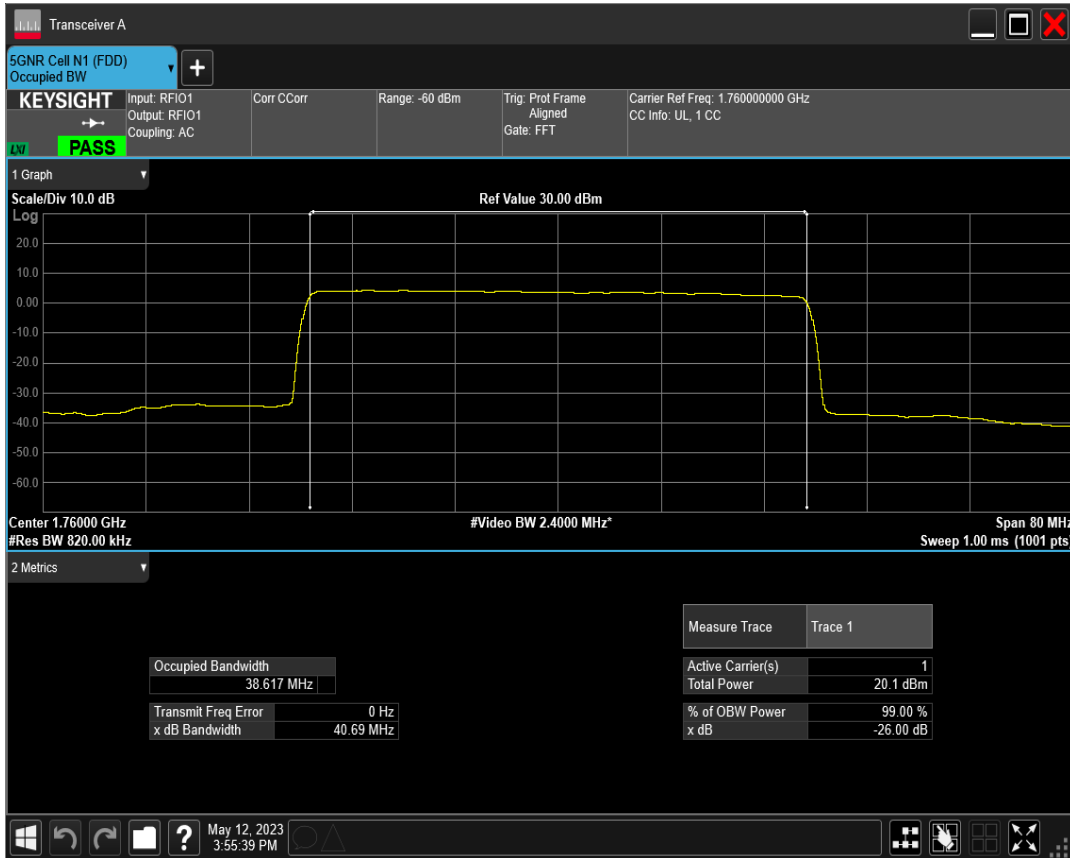 Transceiver A
5GNR Cell N1 (FDD)
Occupied BW
+
KEYSIGHT
LXI
PASS
Input: RFIO1
Output: RFIO1
Coupling: AC
Corr CCorr
Range: -60 dBm
Trig: Prot Frame
Aligned
Gate: FFT
Carrier Ref Freq: 1.760000000 GHz
CC Info: UL, 1 CC
1 Graph
Scale/Div 10.0 dB
Ref Value 30.00 dBm
Log
20.0
10.0
0.00
-10.0
-20.0
-30.0
-40.0
-50.0
-60.0
Center 1.76000 GHz
#Video BW 2.4000 MHz*
Span 80 MHz
#Res BW 820.00 kHz
Sweep 1.00 ms (1001 pts)
2 Metrics
Measure Trace Trace 1
Occupied Bandwidth
38.617 MHz
Active Carrier(s) 1
Total Power 20.1 dBm
Transmit Freq Error 0 Hz
x dB Bandwidth 40.69 MHz
% of OBW Power 99.00 %
x dB -26.00 dB
?
May 12, 2023
3:55:39 PM